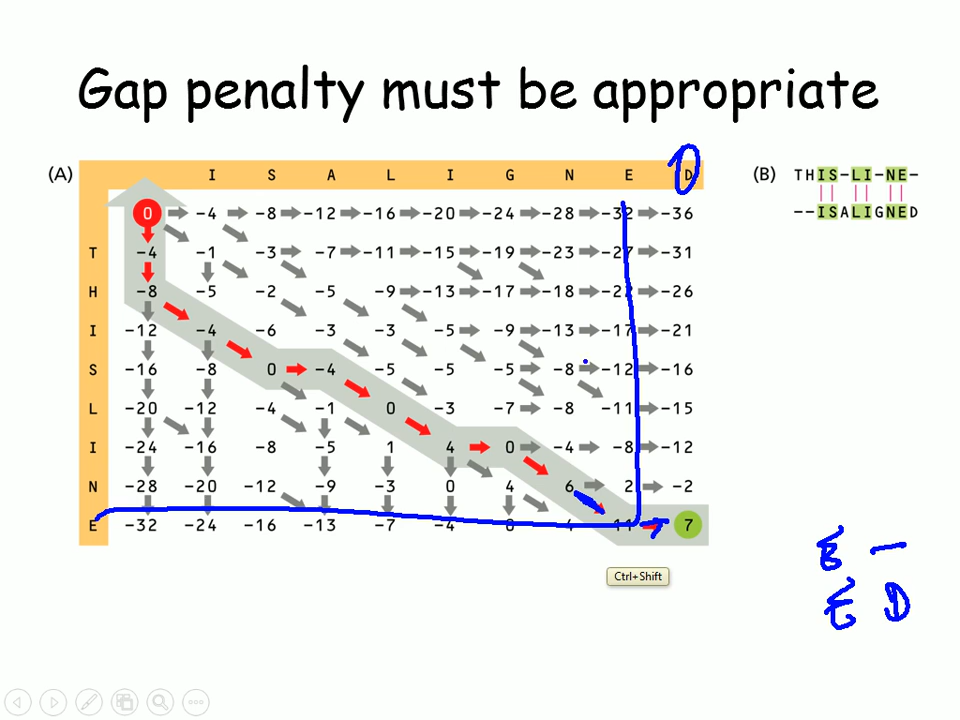 Gap penalty must be appropriate
(A) I S A L I G N E D
0 -4 -8 -12 -16 -20 -24 -28 -32 -36
T -4 -1 -3 -7 -11 -15 -19 -23 -27 -31
H -8 -5 -2 -5 -9 -13 -17 -18 -22 -26
I -12 -4 -6 -3 -3 -5 -9 -13 -17 -21
S -16 -8 0 -4 -5 -5 -5 -8 -12 -16
L -20 -12 -4 -1 0 -3 -7 -8 -11 -15
I -24 -16 -8 -5 1 4 0 -4 -8 -12
N -28 -20 -12 -9 -3 0 4 6 2 -2
E -32 -24 -16 -13 -7 -4 0 4 11 7
(B) THIS-LI-NE-
--ISALIGNED
Ctrl+Shift
E —
E D